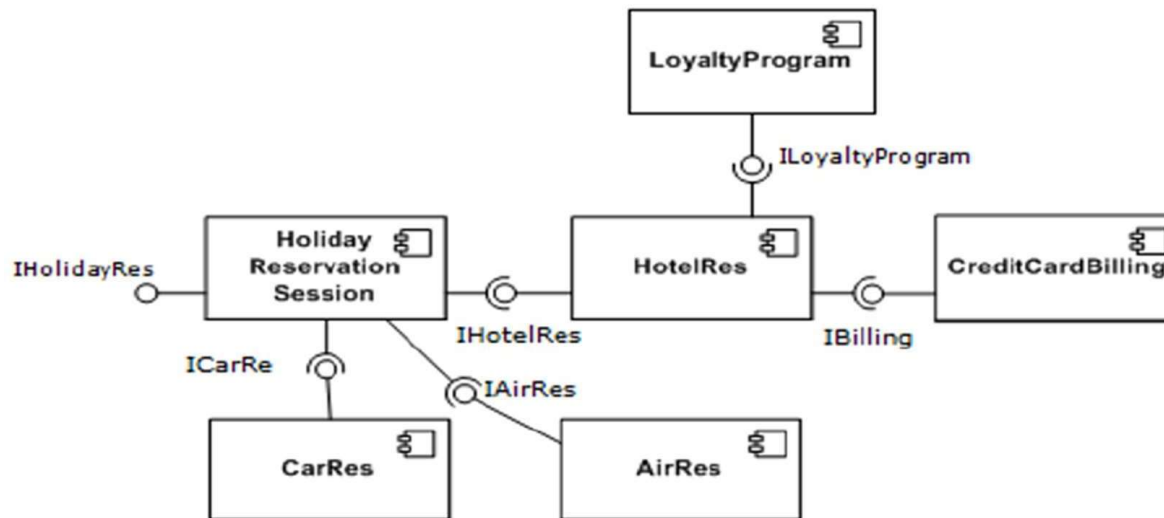 LoyaltyProgram
ILoyaltyProgram
IHolidayRes
Holiday
Reservation
Session
HotelRes
CreditCardBilling
IHotelRes
IBilling
ICarRe
IAirRes
CarRes
AirRes